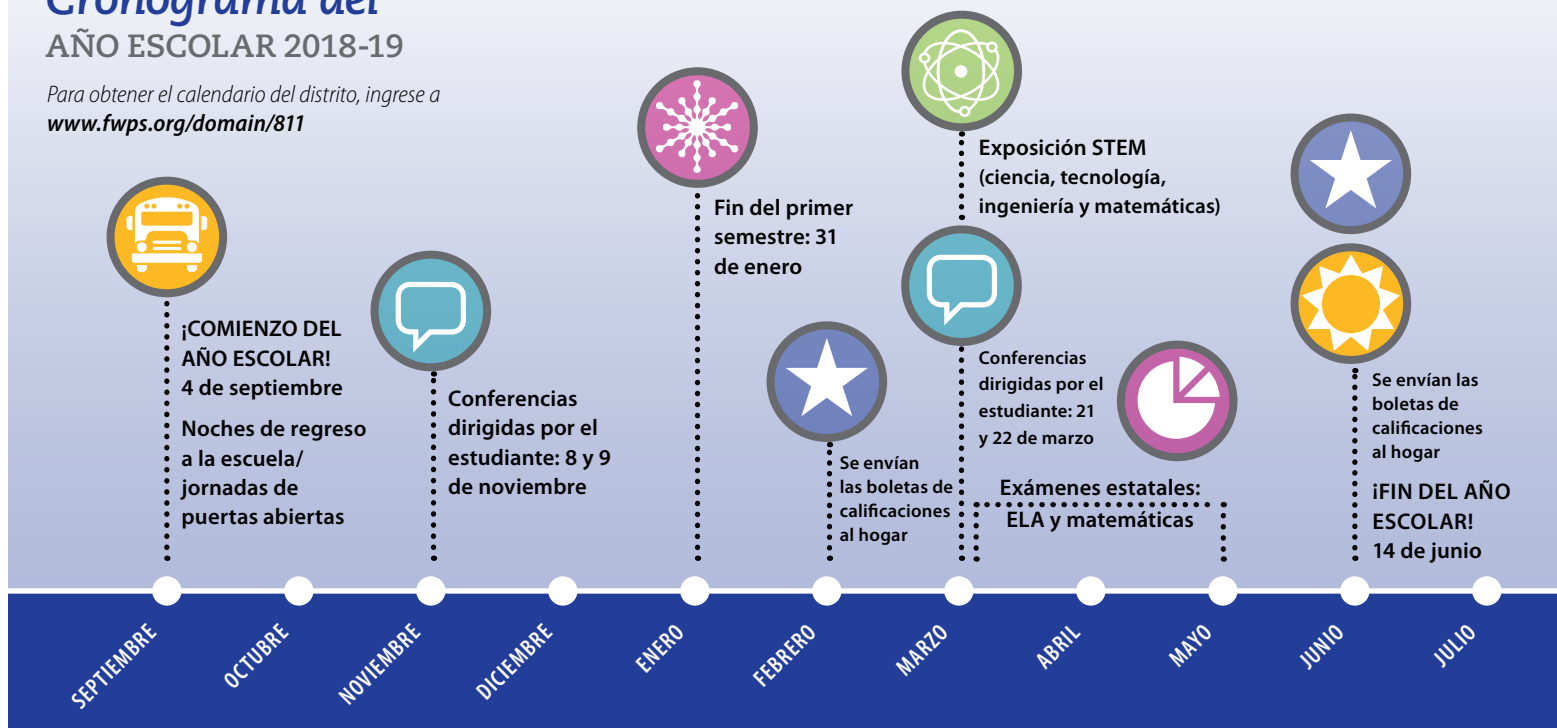 Cronograma del
AÑO ESCOLAR 2018-19
Para obtener el calendario del distrito, ingrese a
www.fwps.org/domain/811
¡COMIENZO DEL
AÑO ESCOLAR!
4 de septiembre
Noches de regreso
a la escuela/
jornadas de
puertas abiertas
Conferencias
dirigidas por el
estudiante: 8 y 9
de noviembre
Fin del primer
semestre: 31
de enero
Se envían
las boletas de
calificaciones
al hogar
Exposición STEM
(ciencia, tecnología,
ingeniería y matemáticas)
Conferencias
dirigidas por el
estudiante: 21
y 22 de marzo
Exámenes estatales:
ELA y matemáticas
Se envían las
boletas de
calificaciones
al hogar
¡FIN DEL AÑO
ESCOLAR!
14 de junio
SEPTIEMBRE
OCTUBRE
NOVIEMBRE
DICIEMBRE
ENERO
FEBRERO
MARZO
ABRIL
MAYO
JUNIO
JULIO